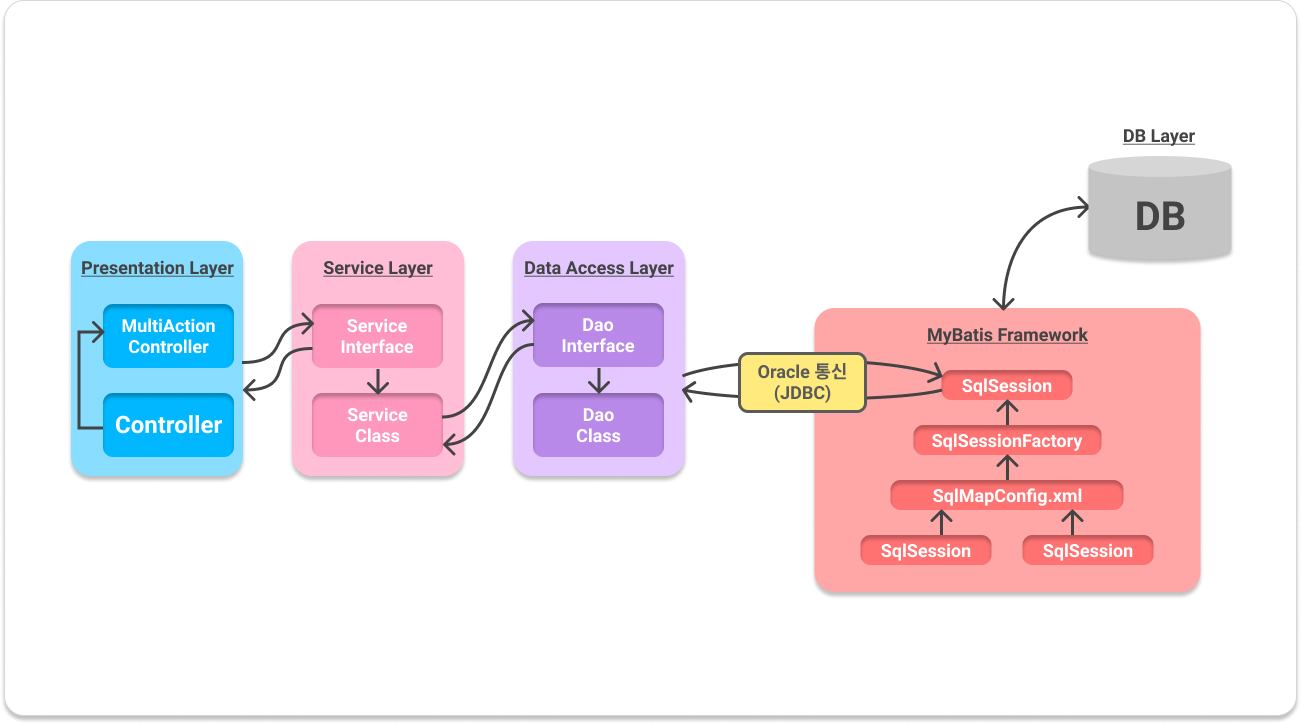 DB Layer
DB
Presentation Layer
MultiAction
Controller
Controller
Service Layer
Service
Interface
Service
Class
Data Access Layer
Dao
Interface
Dao
Class
Oracle 통신
(JDBC)
MyBatis Framework
SqlSession
SqlSessionFactory
SqlMapConfig.xml
SqlSession
SqlSession